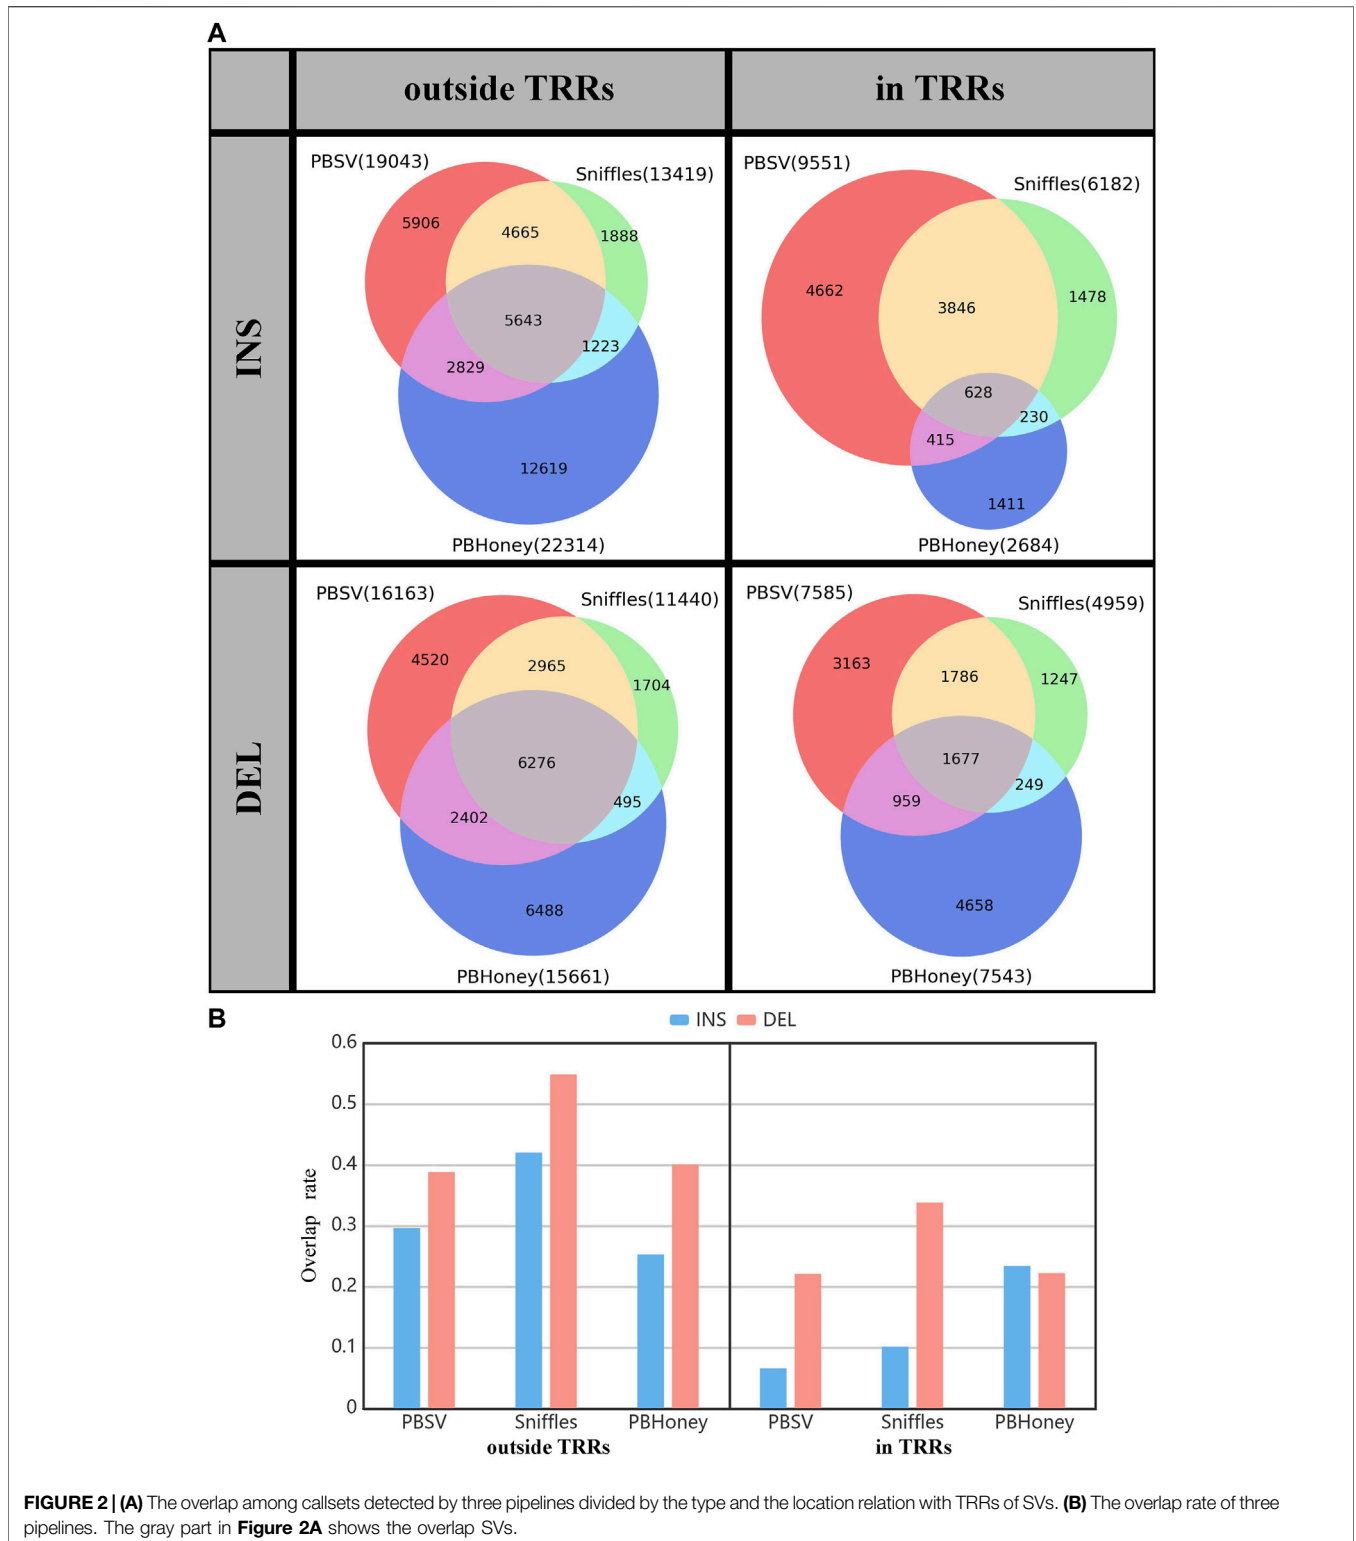 A
outside TRRs
in TRRs
INS
PBSV(19043)
Sniffles(13419)
5906
4665
1888
5643
1223
2829
12619
PBHoney(22314)
PBSV(9551)
Sniffles(6182)
4662
3846
1478
628
230
415
1411
PBHoney(2684)
DEL
PBSV(16163)
Sniffles(11440)
4520
2965
1704
6276
495
2402
6488
PBHoney(15661)
PBSV(7585)
Sniffles(4959)
3163
1786
1247
1677
249
959
4658
PBHoney(7543)
B
INS DEL
Overlap rate
0.6
0.5
0.4
0.3
0.2
0.1
0
PBSV Sniffles PBHoney PBSV Sniffles PBHoney
outside TRRs in TRRs
FIGURE 2 | (A) The overlap among callsets detected by three pipelines divided by the type and the location relation with TRRs of SVs. (B) The overlap rate of three
pipelines. The gray part in Figure 2A shows the overlap SVs.